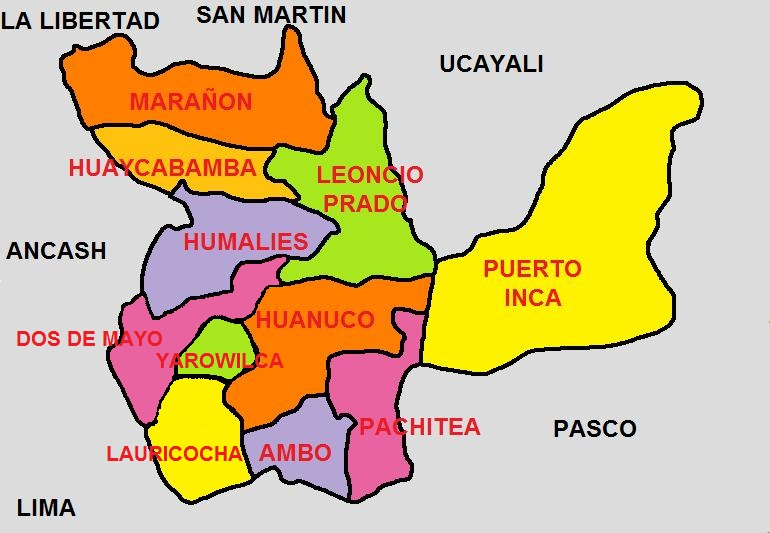 LA LIBERTAD
SAN MARTIN
UCAYALI
MARAÑON
HUAYCABAMBA
LEONCIO
PRADO
ANCASH
HUMALIES
PUERTO
INCA
DOS DE MAYO
HUANUCO
YAROWILCA
LAURICOCHA
AMBO
PACHITEA
PASCO
LIMA